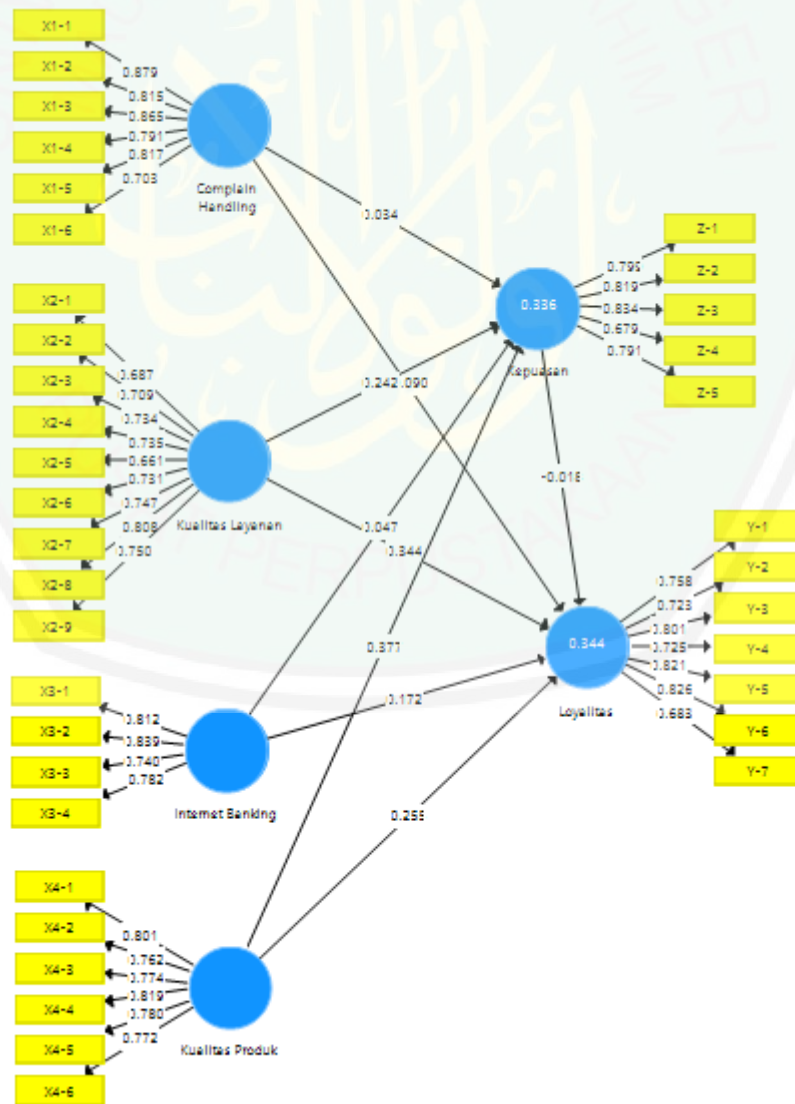 X1-1
X1-2
X1-3
X1-4
X1-5
X1-6
0.879
0.815
0.865
0.791
0.817
0.703
Complain
Handling
X2-1
X2-2
X2-3
X2-4
X2-5
X2-6
X2-7
X2-8
X2-9
0.687
0.709
0.734
0.735
0.661
0.731
0.747
0.808
0.750
Kualitas Layanan
X3-1
X3-2
X3-3
X3-4
0.812
0.839
0.740
0.782
Internet Banking
X4-1
X4-2
X4-3
X4-4
X4-5
X4-6
0.801
0.762
0.774
0.819
0.780
0.772
Kualitas Produk
0.034
0.242
.090
0.047
0.344
0.377
0.172
0.255
-0.018
0.336
Kepuasan
Z-1
Z-2
Z-3
Z-4
Z-5
0.795
0.819
0.834
0.679
0.791
0.344
Loyalitas
Y-1
Y-2
Y-3
Y-4
Y-5
Y-6
Y-7
0.758
0.723
0.801
0.725
0.821
0.826
0.683